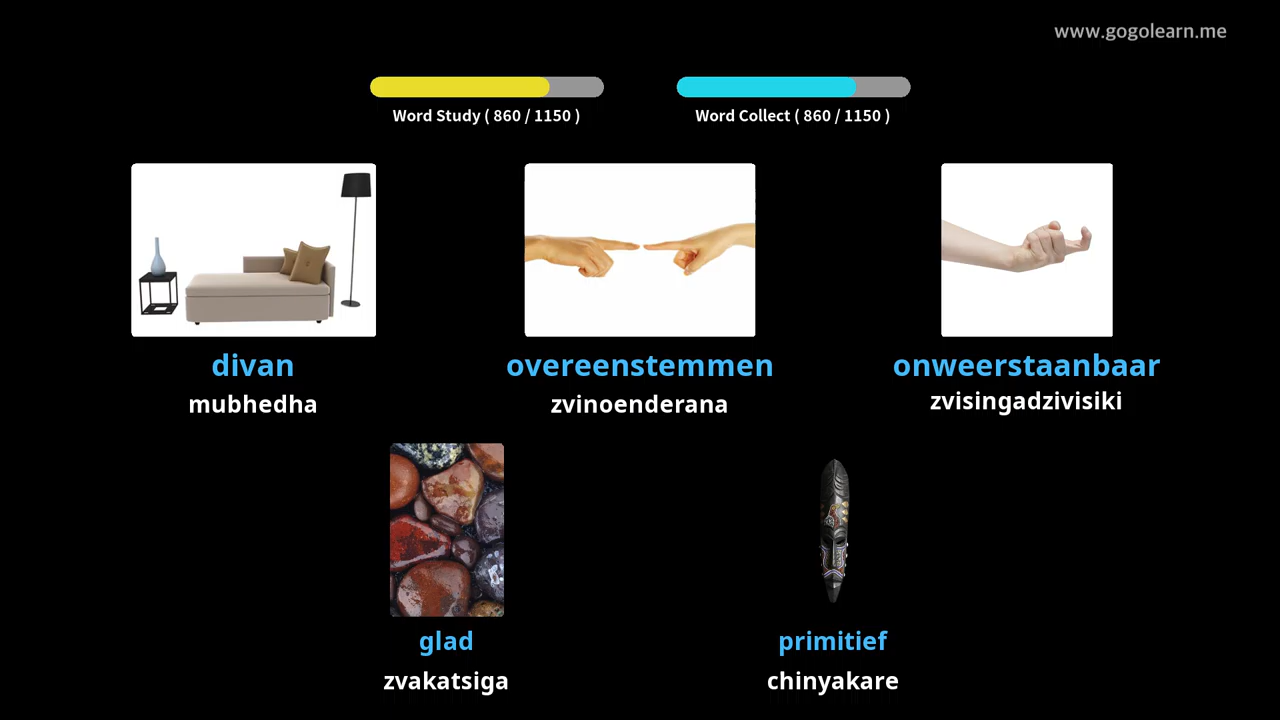 www.gogolearn.me
Word Study ( 860 / 1150 )
Word Collect ( 860 / 1150 )
divan
overeenstemmen
onweerstaanbaar
mubhedha
zvinoenderana
zvisingadzivisiki
glad
primitief
zvakatsiga
chinyakare